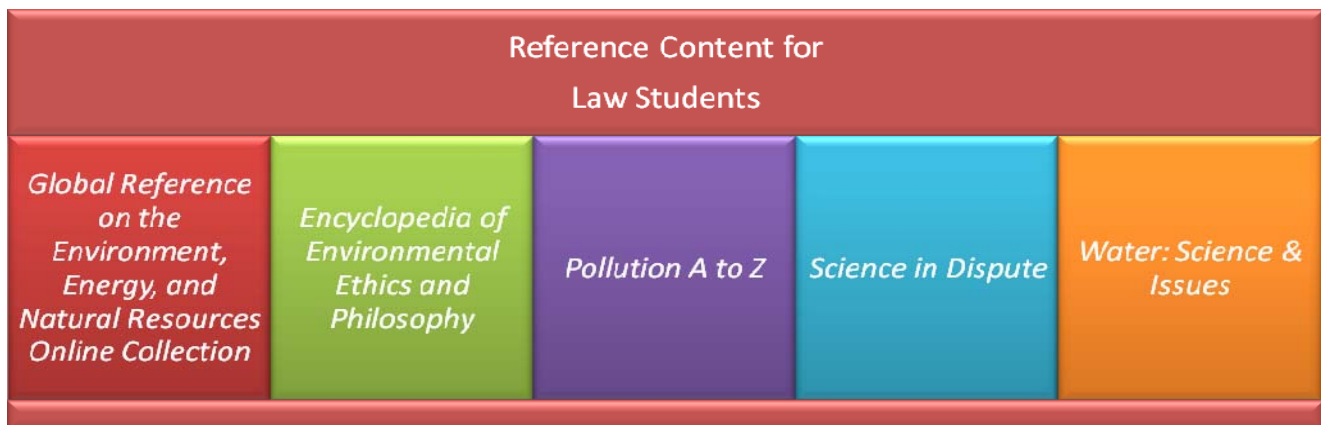 Reference Content for
Law Students
Global Reference
on the
Environment,
Energy, and
Natural Resources
Online Collection
Encyclopedia of
Environmental
Ethics and
Philosophy
Pollution A to Z
Science in Dispute
Water: Science &
Issues